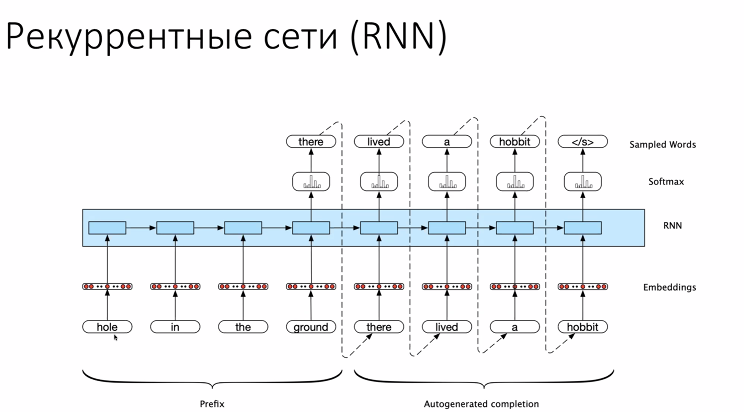 Рекуррентные сети (RNN)
there lived a hobbit </s> Sampled Words
Softmax
RNN
Embeddings
hole in the ground there lived a hobbit
Prefix Autogenerated completion